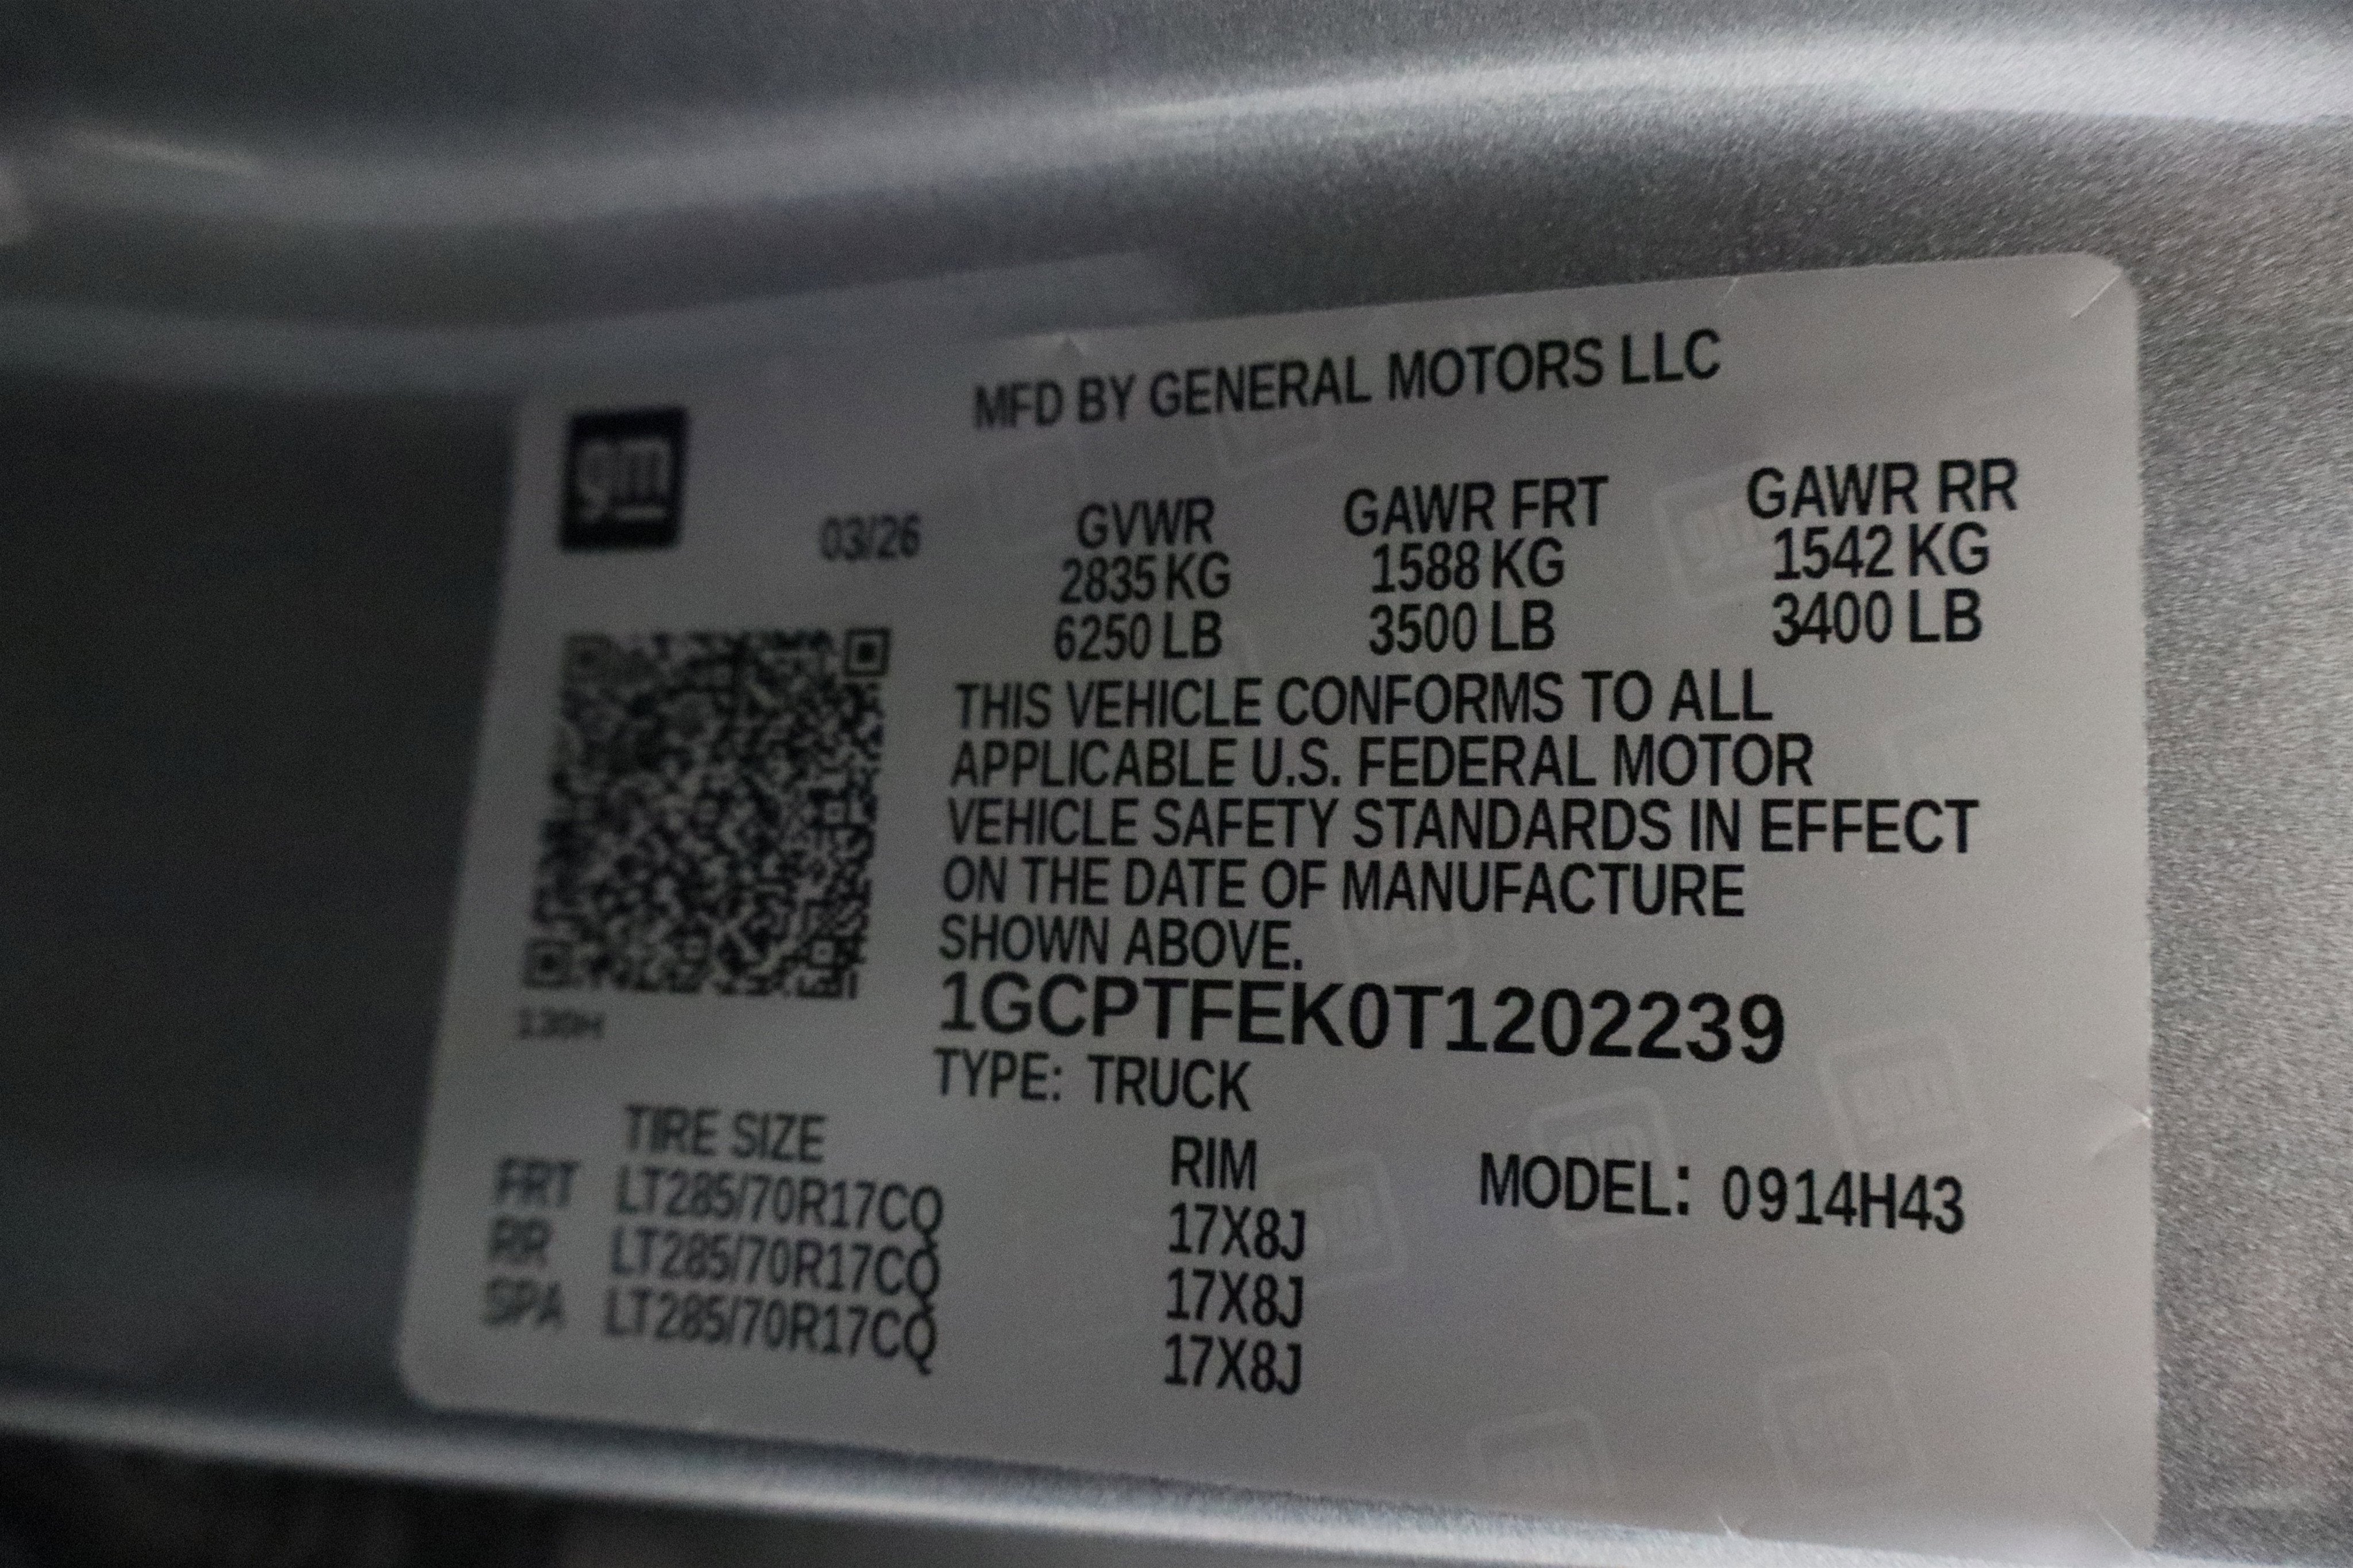 MFD BY GENERAL MOTORS LLC
gm
03/26
GVWR GAWR FRT GAWR RR
2835 KG 1588 KG 1542 KG
6250 LB 3500 LB 3400 LB
THIS VEHICLE CONFORMS TO ALL
APPLICABLE U.S. FEDERAL MOTOR
VEHICLE SAFETY STANDARDS IN EFFECT
ON THE DATE OF MANUFACTURE
SHOWN ABOVE.
1GCPTFEK0T1202239
TYPE: TRUCK
130H
TIRE SIZE RIM
FRT LT285/70R17CQ 17X8J
RR LT285/70R17CQ 17X8J
SPA LT285/70R17CQ 17X8J
MODEL: 0914H43